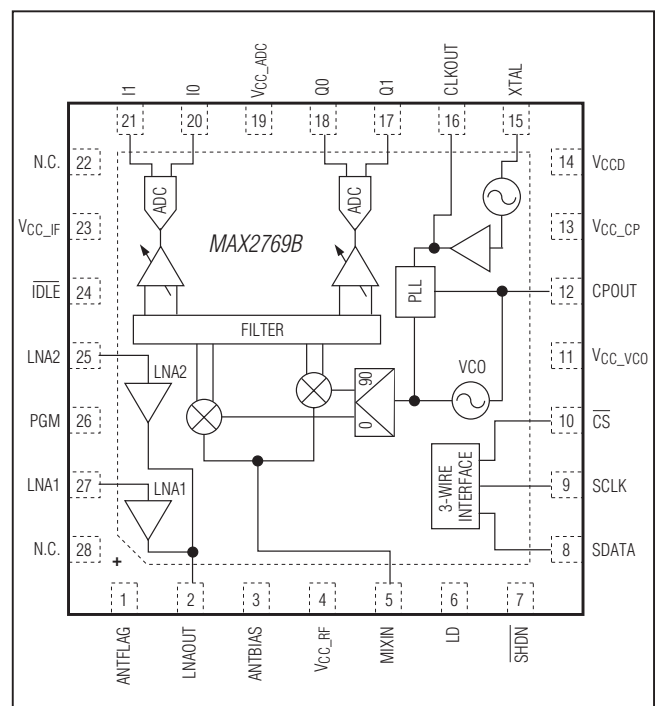 I1
I0
VCC_ADC
Q0
Q1
CLKOUT
XTAL
21
20
19
18
17
16
15
N.C.
22
14
VCCD
ADC
ADC
VCC_IF
23
MAX2769B
13
VCC_CP
IDLE
24
PLL
12
CPOUT
FILTER
LNA2
25
LNA2
VCO
11
VCC_VCO
90
0
PGM
26
10
CS
3-WIRE
INTERFACE
LNA1
27
LNA1
9
SCLK
N.C.
28
+
8
SDATA
1
2
3
4
5
6
7
ANTFLAG
LNAOUT
ANTBIAS
VCC_RF
MIXIN
LD
SHDN